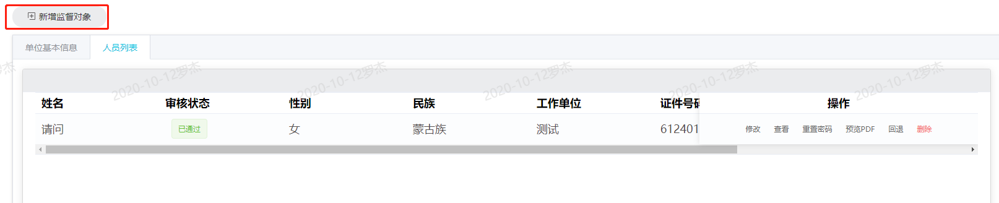 新增监督对象
单位基本信息 人员列表
2020-10-12罗杰 2020-10-12罗杰 2020-10-12罗杰 2020-10-12罗杰 2020-10-12罗杰
姓名 审核状态 性别 民族 工作单位 证件号码 操作
请问 已通过 女 蒙古族 测试 612401 修改 查看 重置密码 预览PDF 回退 删除